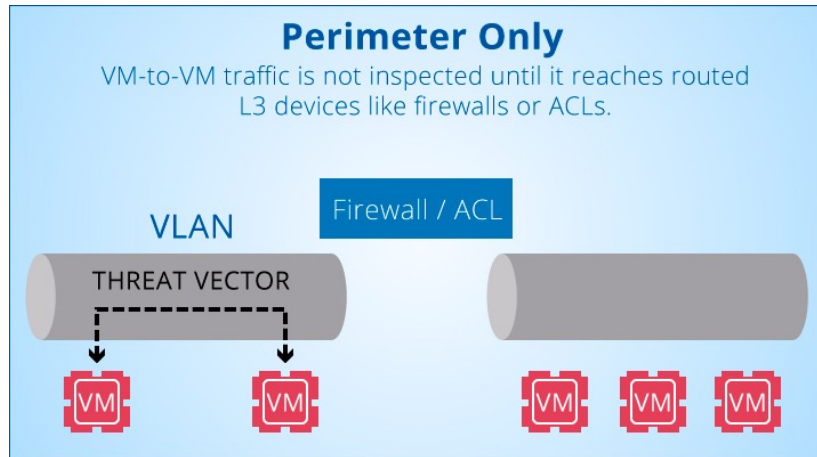 Perimeter Only
VM-to-VM traffic is not inspected until it reaches routed
L3 devices like firewalls or ACLs.
Firewall / ACL
VLAN
THREAT VECTOR
VM
VM
VM
VM
VM